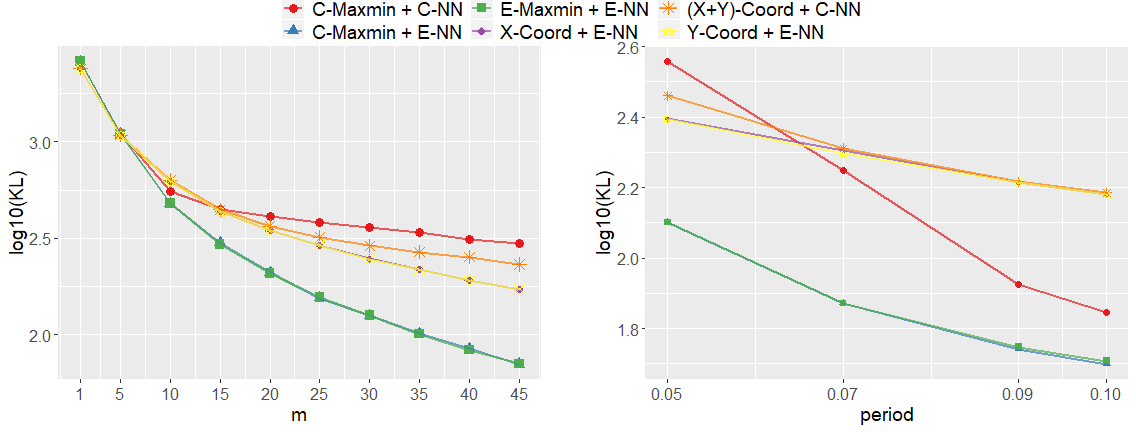 C-Maxmin + C-NN E-Maxmin + E-NN (X+Y)-Coord + C-NN
C-Maxmin + E-NN X-Coord + E-NN Y-Coord + E-NN
log10(KL)
3.0
2.5
2.0
1 5 10 15 20 25 30 35 40 45
m
log10(KL)
2.6
2.4
2.2
2.0
1.8
0.05 0.07 0.09 0.10
period